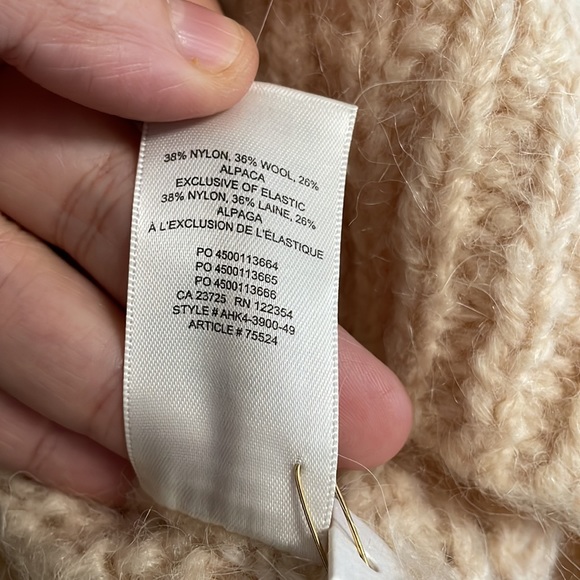 38% NYLON, 36% WOOL, 26%
ALPACA
EXCLUSIVE OF ELASTIC
38% NYLON, 36% LAINE, 26%
ALPAGA
À L'EXCLUSION DE L'ÉLASTIQUE
PO 4500113664
PO 4500113665
PO 4500113666
CA 23725 RN 122354
STYLE # AHK4-3900-49
ARTICLE # 75524